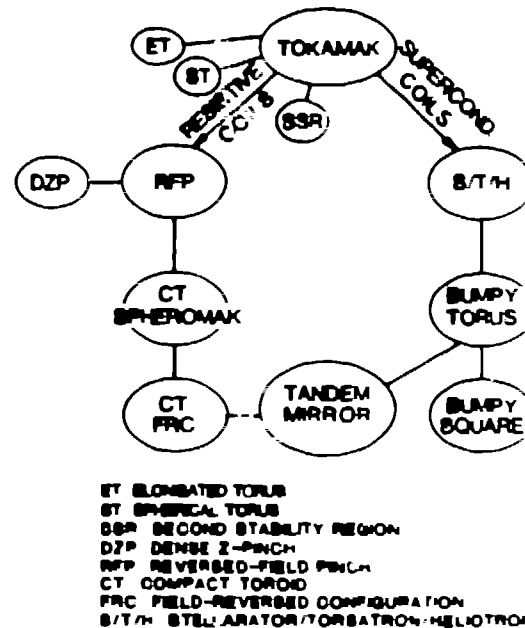 ET
TOKAMAK
ST
RESISTIVE
COILS
SUPERCOND
COILS
SSR
DZP
RFP
S/T/H
CT
SPHEROMAK
BUMPY
TORUS
CT
FRC
TANDEM
MIRROR
BUMPY
SQUARE
ET ELONGATED TORUS
ST SPHERICAL TORUS
SSR SECOND STABILITY REGION
DZP DENSE Z-PINCH
RFP REVERSED-FIELD PINCH
CT COMPACT TOROID
FRC FIELD-REVERSED CONFIGURATION
S/T/H STELLARATOR/TORSATRON/HELIOTRON